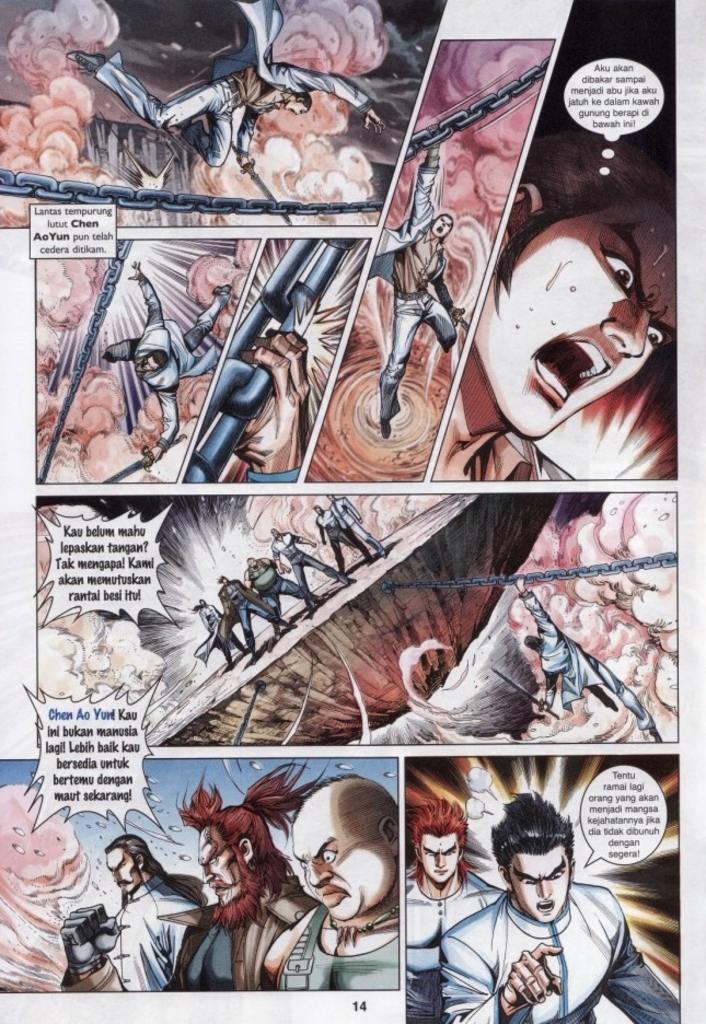 Aku akan
dibakar sampai
menjadi abu jika aku
jatuh ke dalam kawah
gunung berapi di
bawah ini!
Lantas tempurung
lutut Chen
AoYun pun telah
cedera ditikam.
Kau belum mahu
lepaskan tangan?
Tak mengapa! Kami
akan memutuskan
rantai besi itu!
Chen Ao Yun! Kau
ini bukan manusia
lagi! Lebih baik kau
bersedia untuk
bertemu dengan
maut sekarang!
Tentu
ramai lagi
orang yang akan
menjadi mangsa
kejahatannya jika
dia tidak dibunuh
dengan
segera!
14